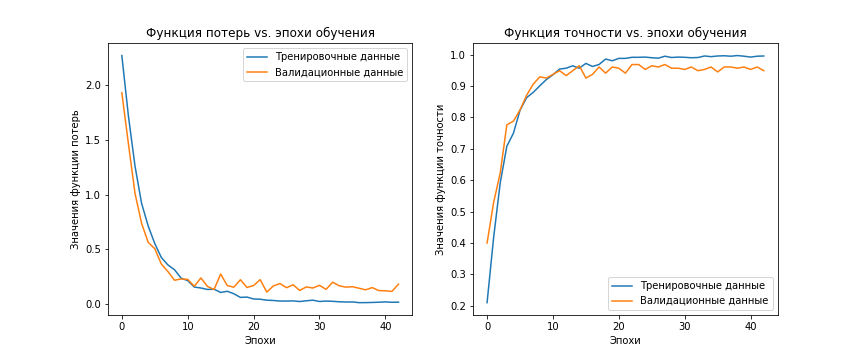 Функция потерь vs. эпохи обучения
Тренировочные данные
Валидационные данные
Значения функции потерь
2.0
1.5
1.0
0.5
0.0
0 10 20 30 40
Эпохи
Функция точности vs. эпохи обучения
Значения функции точности
1.0
0.9
0.8
0.7
0.6
0.5
0.4
0.3
0.2
Тренировочные данные
Валидационные данные
0 10 20 30 40
Эпохи